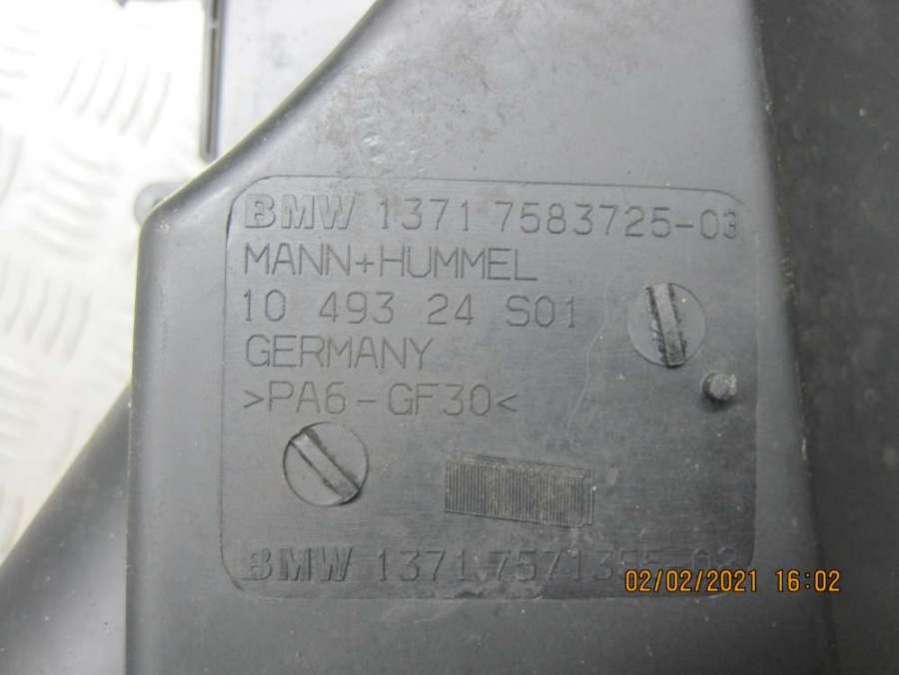 BMW 1371 7583725-03
MANN+HUMMEL
10 493 24 S01
GERMANY
>PA6-GF30<
BMW 1371
02/02/2021 16:02